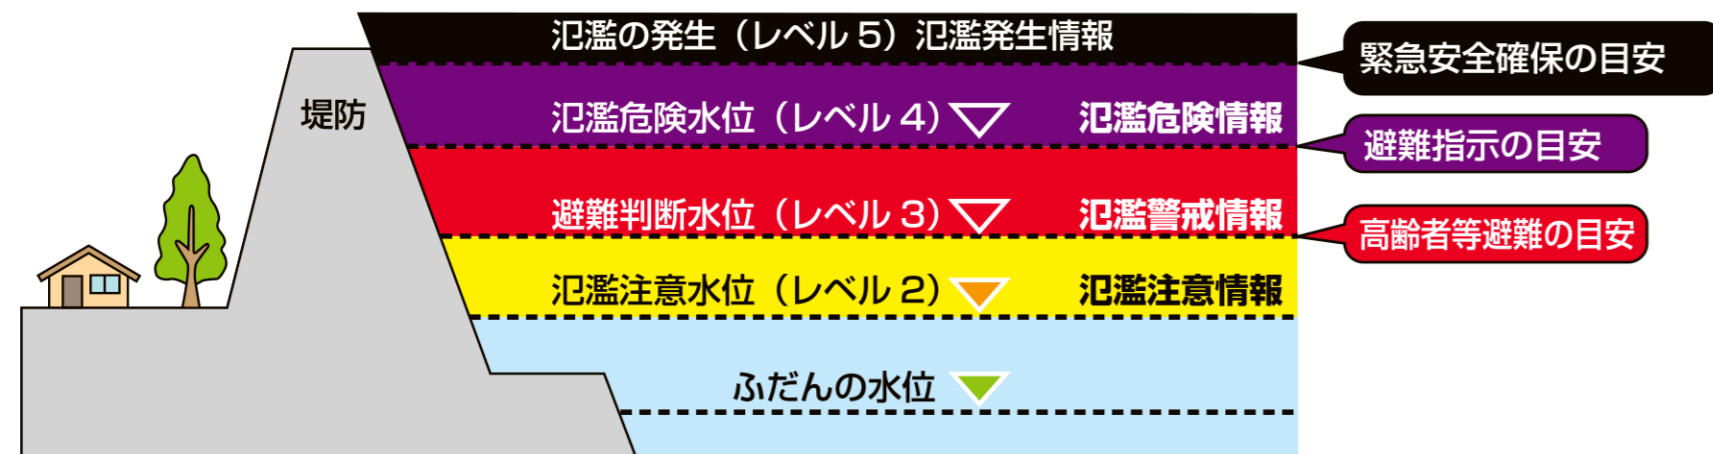 氾濫の発生（レベル5）氾濫発生情報
緊急安全確保の目安
堤防
氾濫危険水位（レベル4） 氾濫危険情報
避難指示の目安
避難判断水位（レベル3） 氾濫警戒情報
高齢者等避難の目安
氾濫注意水位（レベル2） 氾濫注意情報
ふだんの水位